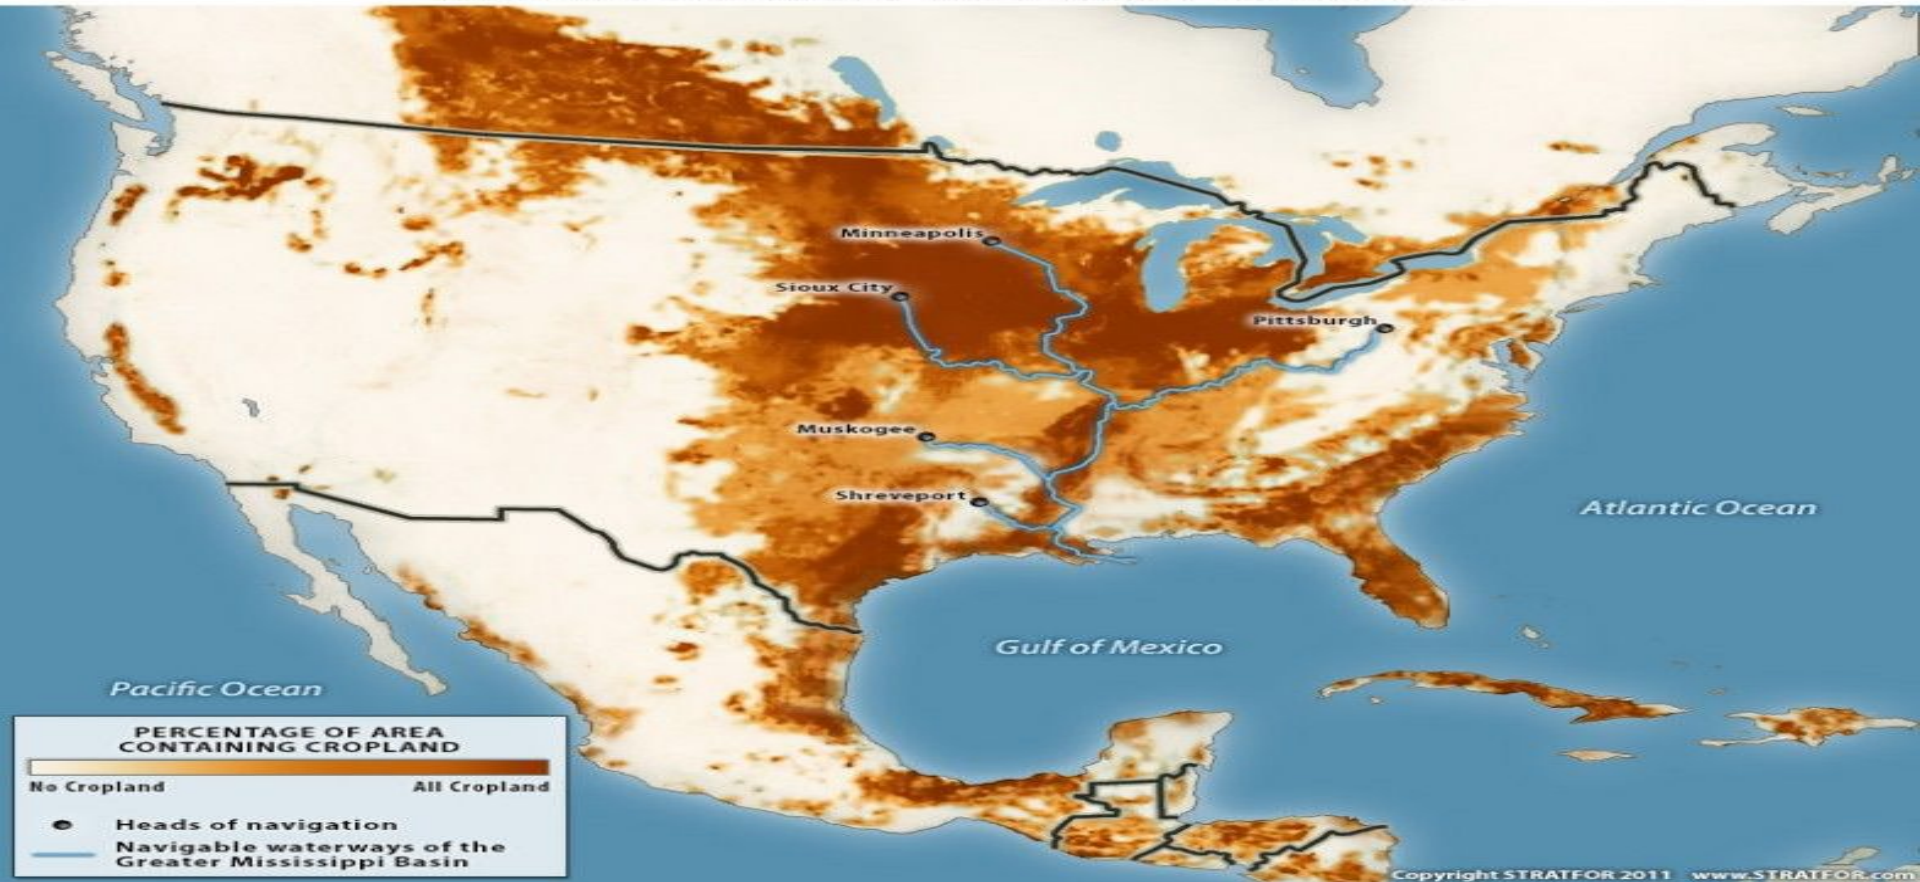 Minneapolis
Sioux City
Pittsburgh
Muskogee
Shreveport
Atlantic Ocean
Gulf of Mexico
Pacific Ocean
PERCENTAGE OF AREA
CONTAINING CROPLAND
No Cropland All Cropland
Heads of navigation
Navigable waterways of the
Greater Mississippi Basin
Copyright STRATFOR 2011 www.STRATFOR.com